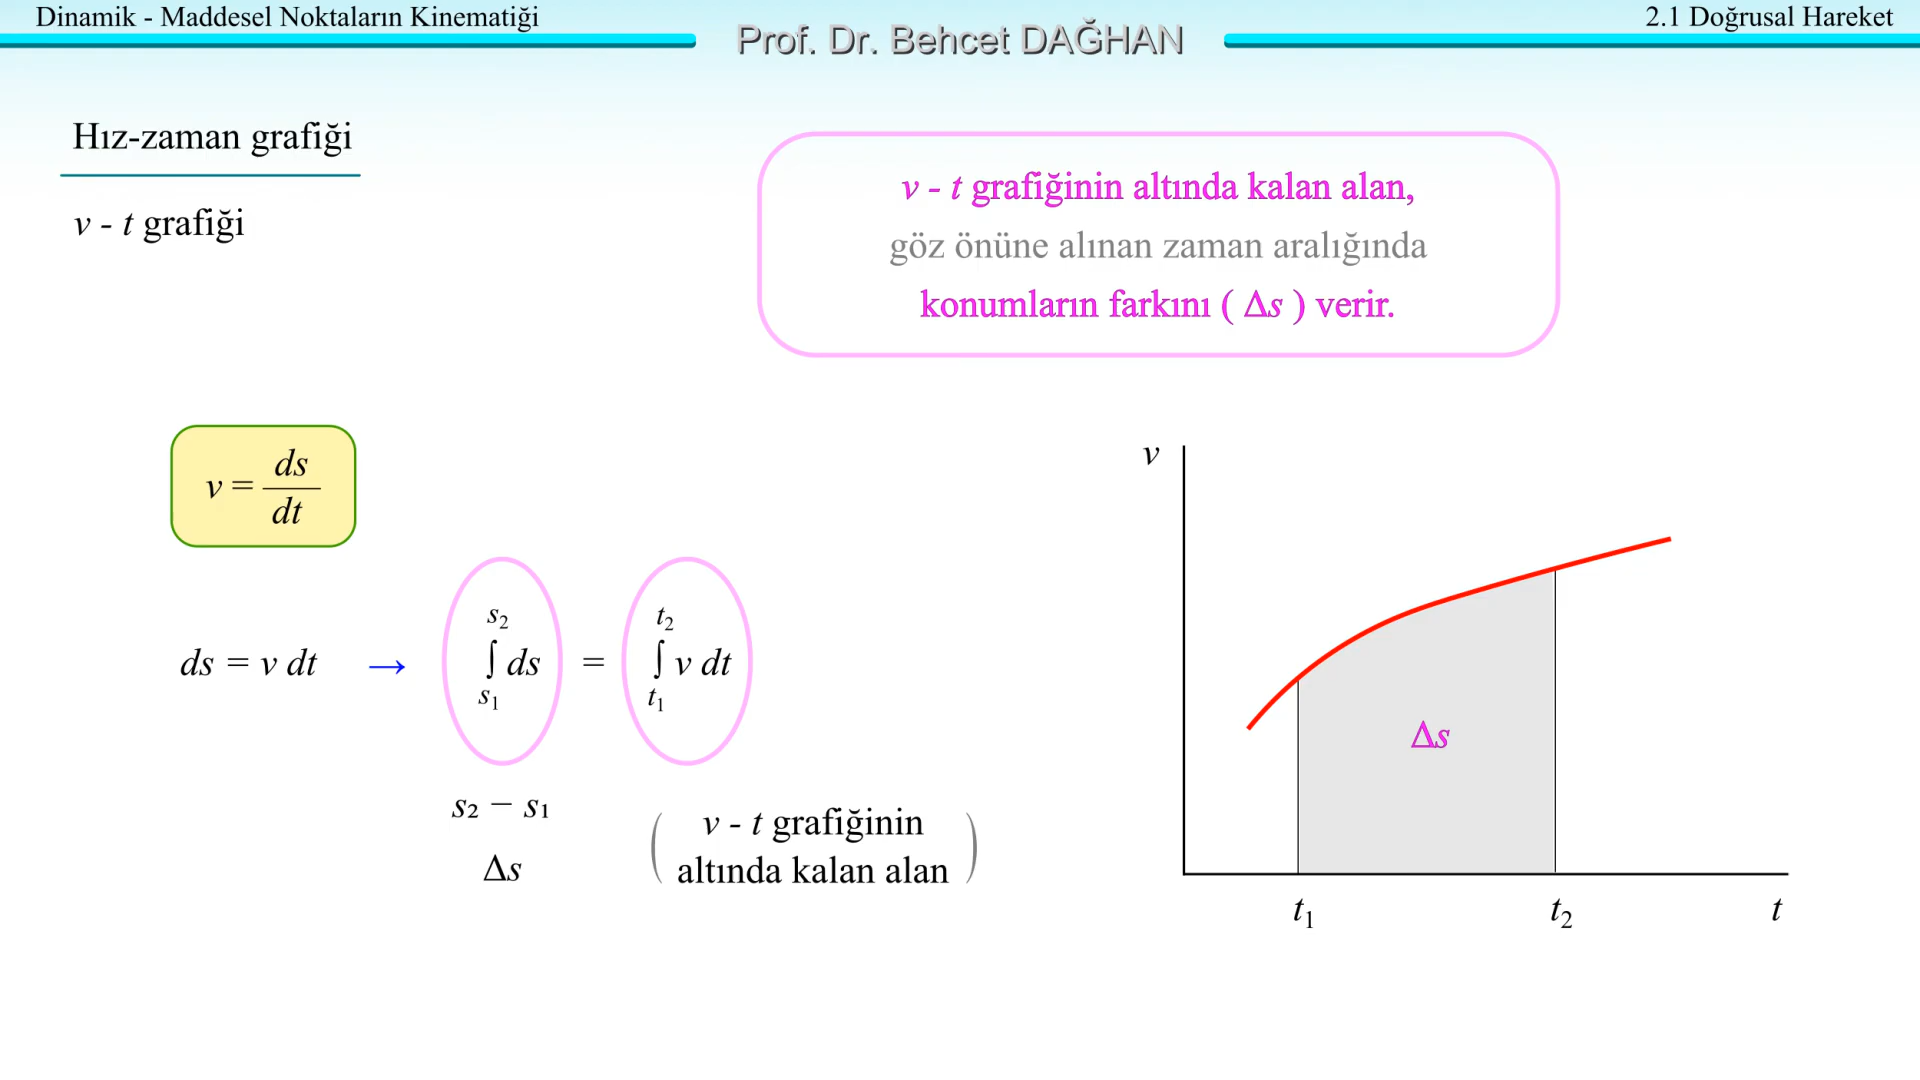 Dinamik - Maddesel Noktaların Kinematiği
Prof. Dr. Behcet DAĞHAN
2.1 Doğrusal Hareket
Hız-zaman grafiği
v - t grafiği
v - t grafiğinin altında kalan alan,
göz önüne alınan zaman aralığında
konumların farkını ( Δs ) verir.
v = ds/dt
ds = v dt → ∫_{s₁}^{s₂} ds = ∫_{t₁}^{t₂} v dt
s₂ − s₁
Δs
( v - t grafiğinin
altında kalan alan )
v
Δs
t₁ t₂ t